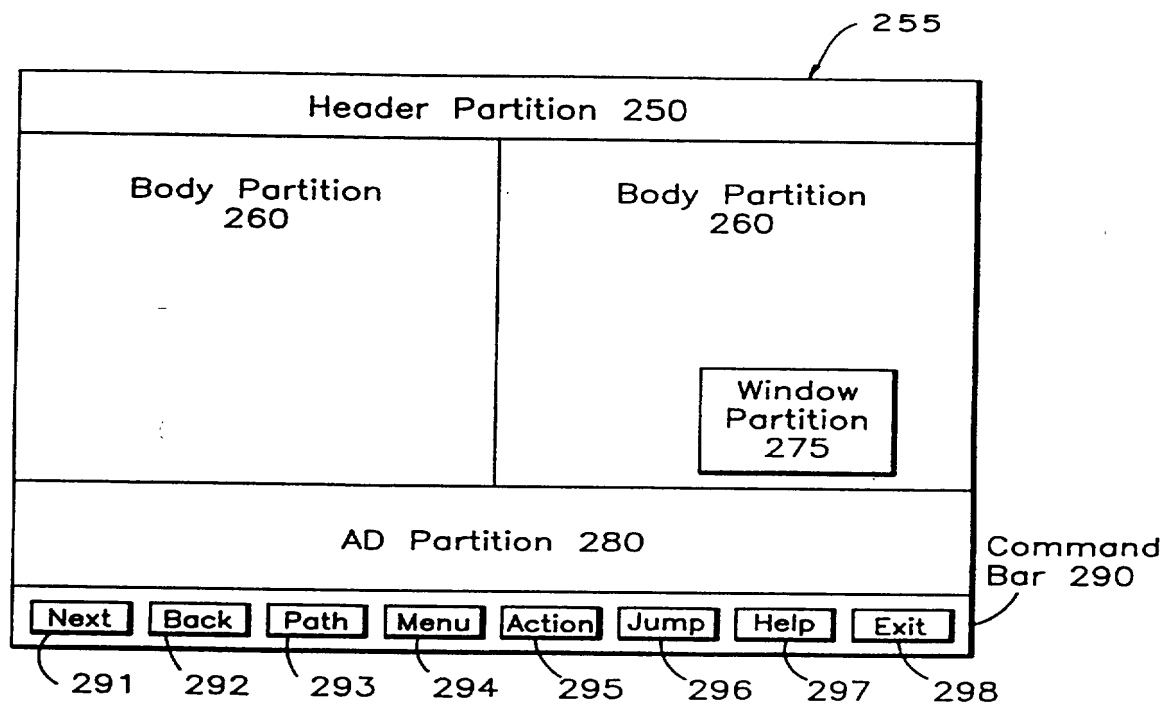 255
Header Partition 250
Body Partition
260
Body Partition
260
Window
Partition
275
AD Partition 280
Command
Bar 290
Next Back Path Menu Action Jump Help Exit
291 292 293 294 295 296 297 298